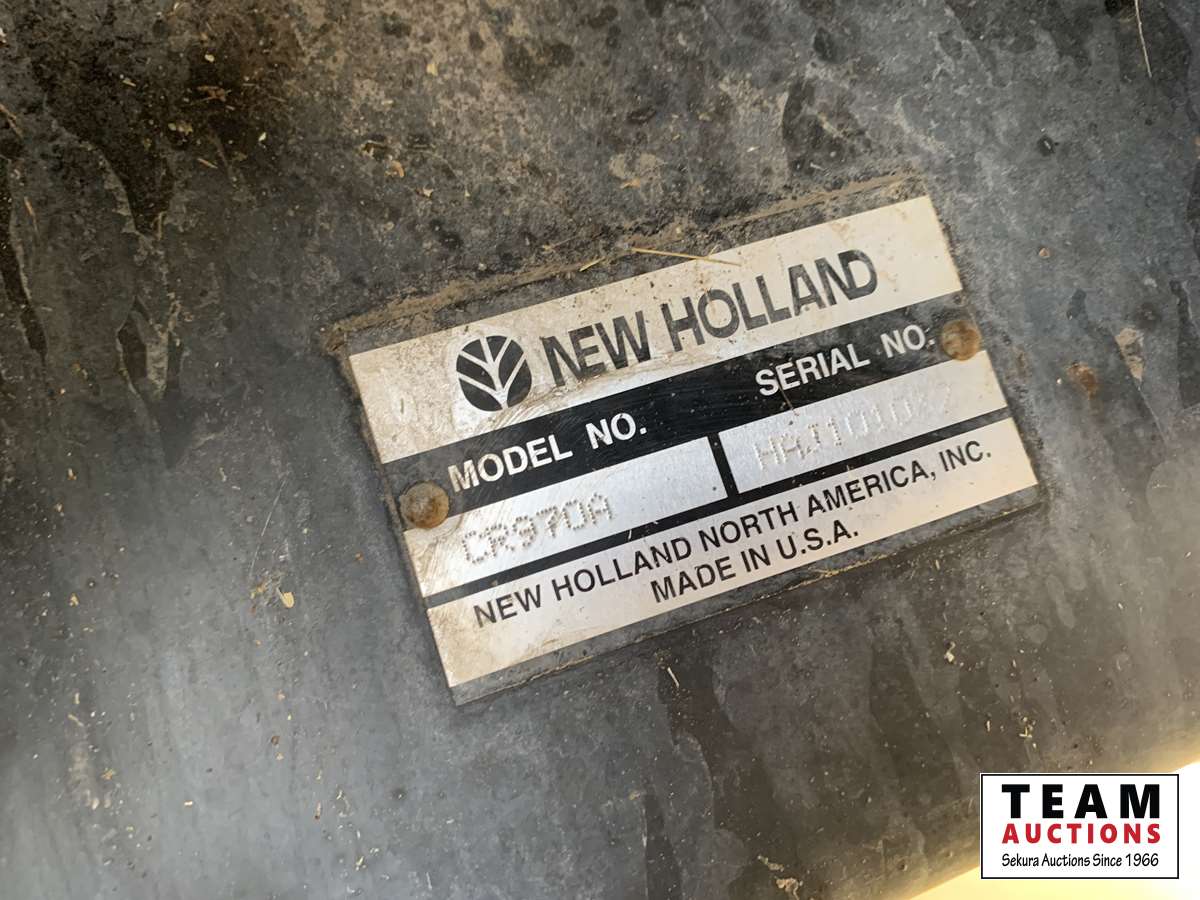 NEW HOLLAND
MODEL NO.
SERIAL NO.
CR970A
NEW HOLLAND NORTH AMERICA, INC.
MADE IN U.S.A.
TEAM
AUCTIONS
Sekura Auctions Since 1966